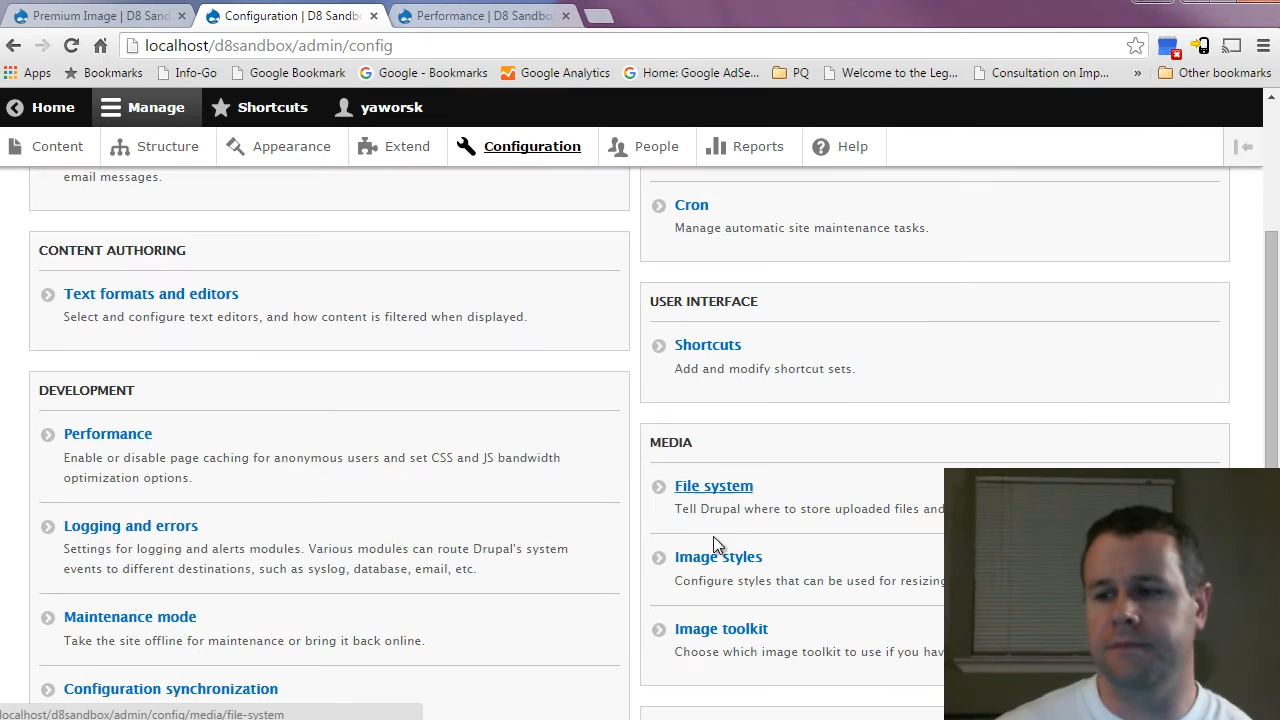 Premium Image | D8 Sand
Configuration | D8 Sandb
Performance | D8 Sandbo
localhost/d8sandbox/admin/config
Apps
Bookmarks
Info-Go
Google Bookmark
Google - Bookmarks
Google Analytics
Home: Google AdSe...
PQ
Welcome to the Leg...
Consultation on Imp...
»
Other bookmarks
Home
Manage
Shortcuts
yaworsk
Content
Structure
Appearance
Extend
Configuration
People
Reports
Help
email messages.
CONTENT AUTHORING
Text formats and editors
Select and configure text editors, and how content is filtered when displayed.
DEVELOPMENT
Performance
Enable or disable page caching for anonymous users and set CSS and JS bandwidth
optimization options.
Logging and errors
Settings for logging and alerts modules. Various modules can route Drupal's system
events to different destinations, such as syslog, database, email, etc.
Maintenance mode
Take the site offline for maintenance or bring it back online.
Configuration synchronization
Cron
Manage automatic site maintenance tasks.
USER INTERFACE
Shortcuts
Add and modify shortcut sets.
MEDIA
File system
Tell Drupal where to store uploaded files and
Image styles
Configure styles that can be used for resizing
Image toolkit
Choose which image toolkit to use if you hav
localhost/d8sandbox/admin/config/media/file-system